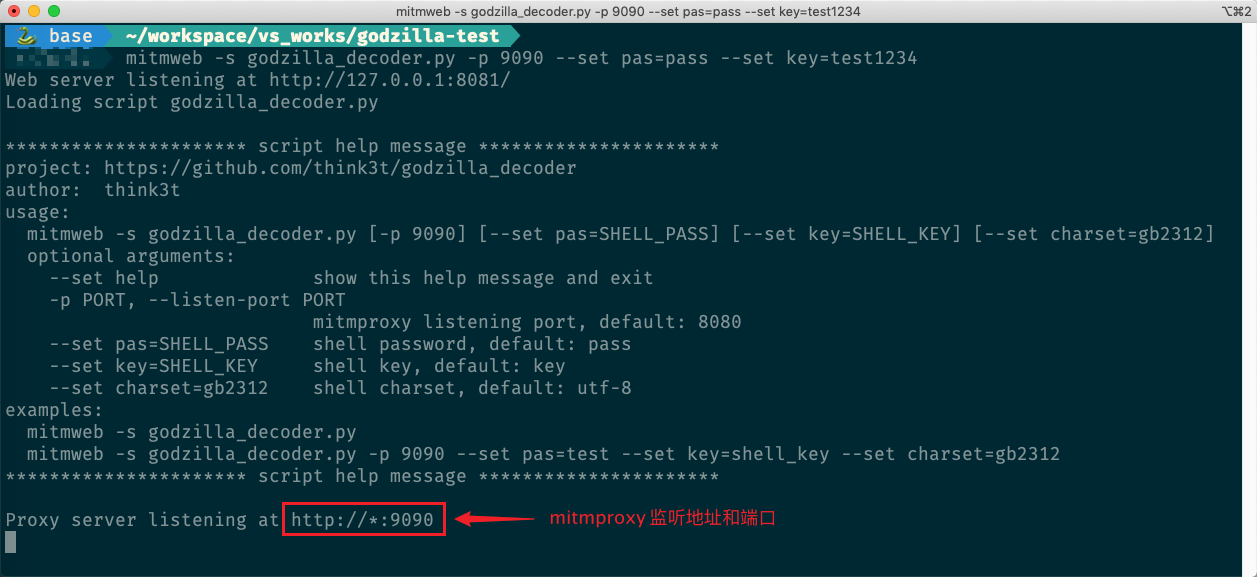 mitmweb -s godzilla_decoder.py -p 9090 --set pas=pass --set key=test1234
⌥⌘2
base ~/workspace/vs_works/godzilla-test
mitmweb -s godzilla_decoder.py -p 9090 --set pas=pass --set key=test1234
Web server listening at http://127.0.0.1:8081/
Loading script godzilla_decoder.py
********************** script help message **********************
project: https://github.com/think3t/godzilla_decoder
author:  think3t
usage:
  mitmweb -s godzilla_decoder.py [-p 9090] [--set pas=SHELL_PASS] [--set key=SHELL_KEY] [--set charset=gb2312]
  optional arguments:
    --set help              show this help message and exit
    -p PORT, --listen-port PORT
                            mitmproxy listening port, default: 8080
    --set pas=SHELL_PASS    shell password, default: pass
    --set key=SHELL_KEY     shell key, default: key
    --set charset=gb2312    shell charset, default: utf-8
examples:
  mitmweb -s godzilla_decoder.py
  mitmweb -s godzilla_decoder.py -p 9090 --set pas=test --set key=shell_key --set charset=gb2312
********************** script help message **********************
Proxy server listening at http://*:9090 mitmproxy 监听地址和端口